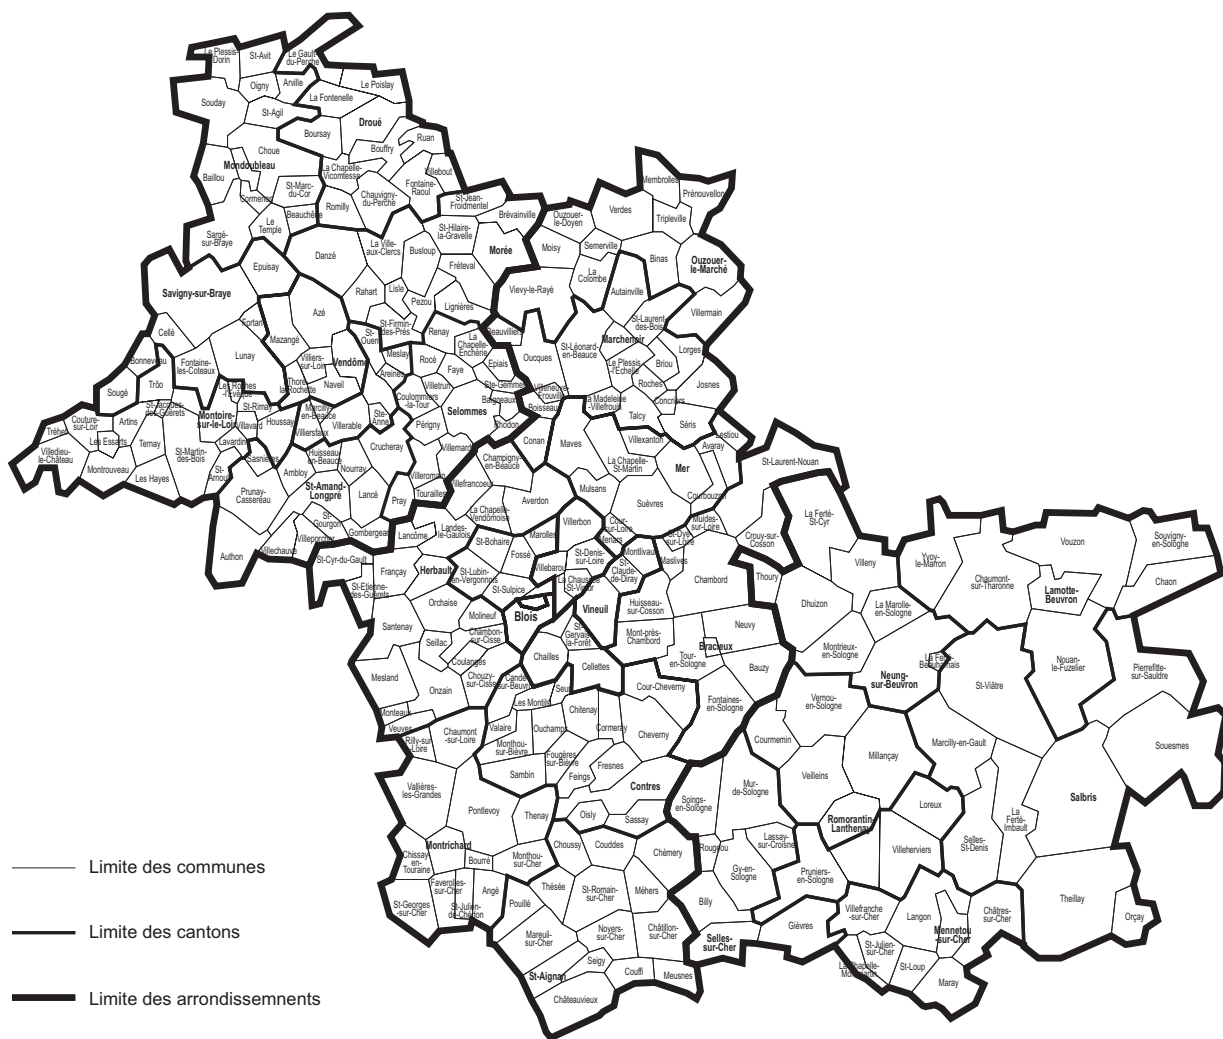 Le Plessis-
Dorin
St-Avit
Le Gault-
du-Perche
Oigny
Arville
Le Poislay
Souday
La Fontenelle
St-Agil
Droué
Boursay
Ruan
Choue
Bouffry
Mondoubleau
La Chapelle-
Vicomtesse
Villebout
Baillou
St-Marc-
du-Cor
Fontaine-
Raoul
Cormenon
Romilly
Chauvigny-
du-Perche
St-Jean-
Froidmentel
Beauchêne
Brévainville
Le
Temple
Sargé-
sur-Braye
St-Hilaire-
la-Gravelle
La Ville-
aux-Clercs
Busloup
Morée
Danzé
Epuisay
Fréteval
Savigny-sur-Braye
Rahart
Lisle
Pezou
Lignières
Azé
Fortan
Cellé
St-Firmin-
des-Prés
St-
Ouen
Renay
Mazangé
La
Chapelle-
Enchérie
Bonneveau
Fontaine-
les-Coteaux
Lunay
Villiers-
sur-Loir
Vendôme
Meslay
Rocé
Faye
Epiais
Areines
Trôo
Sougé
Les Roches
-l'Evêque
Thoré-
la-Rochette
Naveil
Villetrun
Coulommiers
-la-Tour
Ste-Gemmes
Baigneaux
Selommes
Rhodon
St-Jacques-
des-Guérets
Montoire-
sur-le-Loir
St-Rimay
Villavard
Houssay
Marcilly-
en-Beauce
Villiersfaux
Villerable
Ste-
Anne
Périgny
Couture-
sur-Loir
Artins
Tréhet
Les Essarts
Ternay
Lavardin
Sasnières
Huisseau-
en-Beauce
Crucheray
Villemardy
Villedieu-
le-Château
Montrouveau
Les Hayes
St-Martin-
des-Bois
St-
Arnoult
Ambloy
Nourray
Villeromain
Tourailles
Prunay-
Cassereau
St-Amand-
Longpré
Lancé
Pray
St-
Gourgon
Gombergean
Villeporcher
Villechauve
Authon
Membrolles
Prénouvellon
Ouzouer-
le-Doyen
Verdes
Tripleville
Moisy
Semerville
Binas
Ouzouer-
le-Marché
La
Colombe
Vievy-le-Rayé
Autainville
Villermain
St-Laurent-
des-Bois
Beauvilliers
Marchenoir
Oucques
St-Léonard-
en-Beauce
Lorges
Le Plessis
-l'Echelle
Briou
Roches
Josnes
Villeneuve-
Frouville
Boisseau
La Madeleine
-Villefrouin
Concriers
Talcy
Séris
Lestiou
Avaray
Conan
Maves
Villexanton
Champigny-
en-Beauce
La Chapelle-
St-Martin
Mer
St-Laurent-Nouan
Villefrancoeur
Averdon
Mulsans
Suèvres
Courbouzon
La Chapelle-
Vendômoise
Villerbon
Cour-
sur-Loire
Muides-
sur-Loire
La Ferté-
St-Cyr
Landes-
le-Gaulois
Lancôme
St-Bohaire
Marolles
Menars
St-Dyé-
sur-Loire
Crouy-sur-
Cosson
St-Cyr-du-Gault
Fossé
St-Denis-
sur-Loire
Montlivault
Maslives
Herbault
Françay
St-Lubin-
en-Vergonnois
Villebarou
La Chaussée
St-Victor
St-
Claude-
de-Diray
Chambord
Thoury
Villeny
St-Etienne-
des-Guérets
St-Sulpice
Orchaise
Blois
Vineuil
Huisseau-
sur-Cosson
Dhuizon
La Marolle-
en-Sologne
Yvoy-
le-Marron
Vouzon
Souvigny-
en-Sologne
Chaumont-
sur-Tharonne
Lamotte-
Beuvron
Chaon
Santenay
Molineuf
Chambon-
sur-Cisse
St-
Gervais-
la-Forêt
Mont-près-
Chambord
Neuvy
Bracieux
Seillac
Coulanges
Chailles
Cellettes
Tour-
en-Sologne
Bauzy
Montrieux-
en-Sologne
La Ferté-
Beauharnais
Nouan-
le-Fuzelier
Pierrefitte-
sur-Sauldre
Mesland
Onzain
Chouzy-
sur-Cisse
Candé-
sur-Beuvron
Seur
Cour-Cheverny
Fontaines-
en-Sologne
Vernou-
en-Sologne
Neung-
sur-Beuvron
St-Viâtre
Les Montils
Chitenay
Monteaux
Veuves
Rilly-sur
-Loire
Chaumont
-sur-Loire
Valaire
Ouchamps
Cormeray
Cheverny
Courmemin
Marcilly-en-Gault
Souesmes
Monthou-
sur-Bièvre
Fougères-
sur-Bièvre
Millançay
Sambin
Feings
Fresnes
Veilleins
Vallières-
les-Grandes
Contres
Mur-
de-Sologne
Salbris
Pontlevoy
Thenay
Oisly
Sassay
Soings-
en-Sologne
Loreux
La
Ferté-
Imbault
Romorantin-
Lanthenay
Montrichard
Choussy
Couddes
Chémery
Rougeou
Lassay-
sur-Croisne
Villeherviers
Selles-
St-Denis
Chissay-
en-
Touraine
Bourré
Monthou-
sur-Cher
Gy-en-
Sologne
Pruniers-
en-Sologne
Faverolles-
sur-Cher
Angé
Thésée
St-Romain-
sur-Cher
Méhers
Billy
Theillay
St-Georges
-sur-Cher
St-Julien-
de-Chédon
Pouillé
Villefranche
-sur-Cher
Langon
Châtres-
sur-Cher
Orçay
Mareuil-
sur-Cher
Noyers-
sur-Cher
Châtillon-
sur-Cher
Selles-
sur-Cher
Gièvres
Mennetou
-sur-Cher
St-Julien-
sur-Cher
Seigy
Couffi
Meusnes
La Chapelle-
Montmartin
St-Loup
Maray
St-Aignan
Châteauvieux
Limite des communes
Limite des cantons
Limite des arrondissemnents